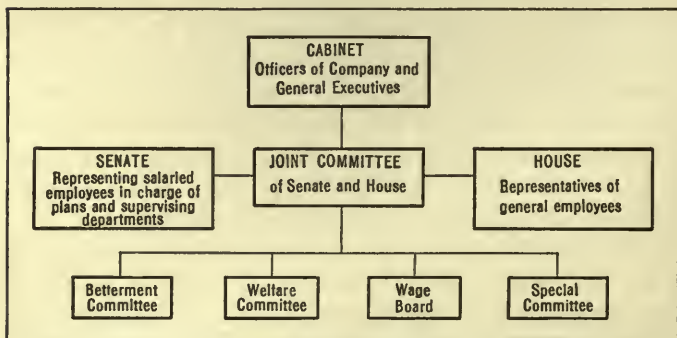 CABINET
Officers of Company and
General Executives
SENATE
Representing salaried
employees in charge of
plans and supervising
departments
JOINT COMMITTEE
of Senate and House
HOUSE
Representatives of
general employees
Betterment
Committee
Welfare
Committee
Wage
Board
Special
Committee